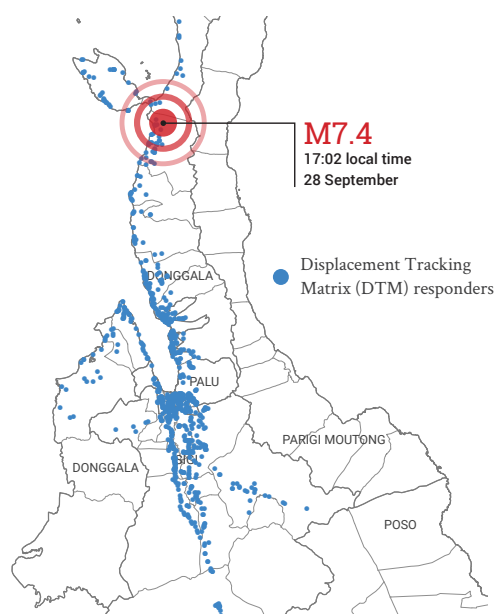 M7.4
17:02 local time
28 September
Displacement Tracking
Matrix (DTM) responders
DONGGALA
PALU
PARIGI MOUTONG
SIGI
DONGGALA
POSO